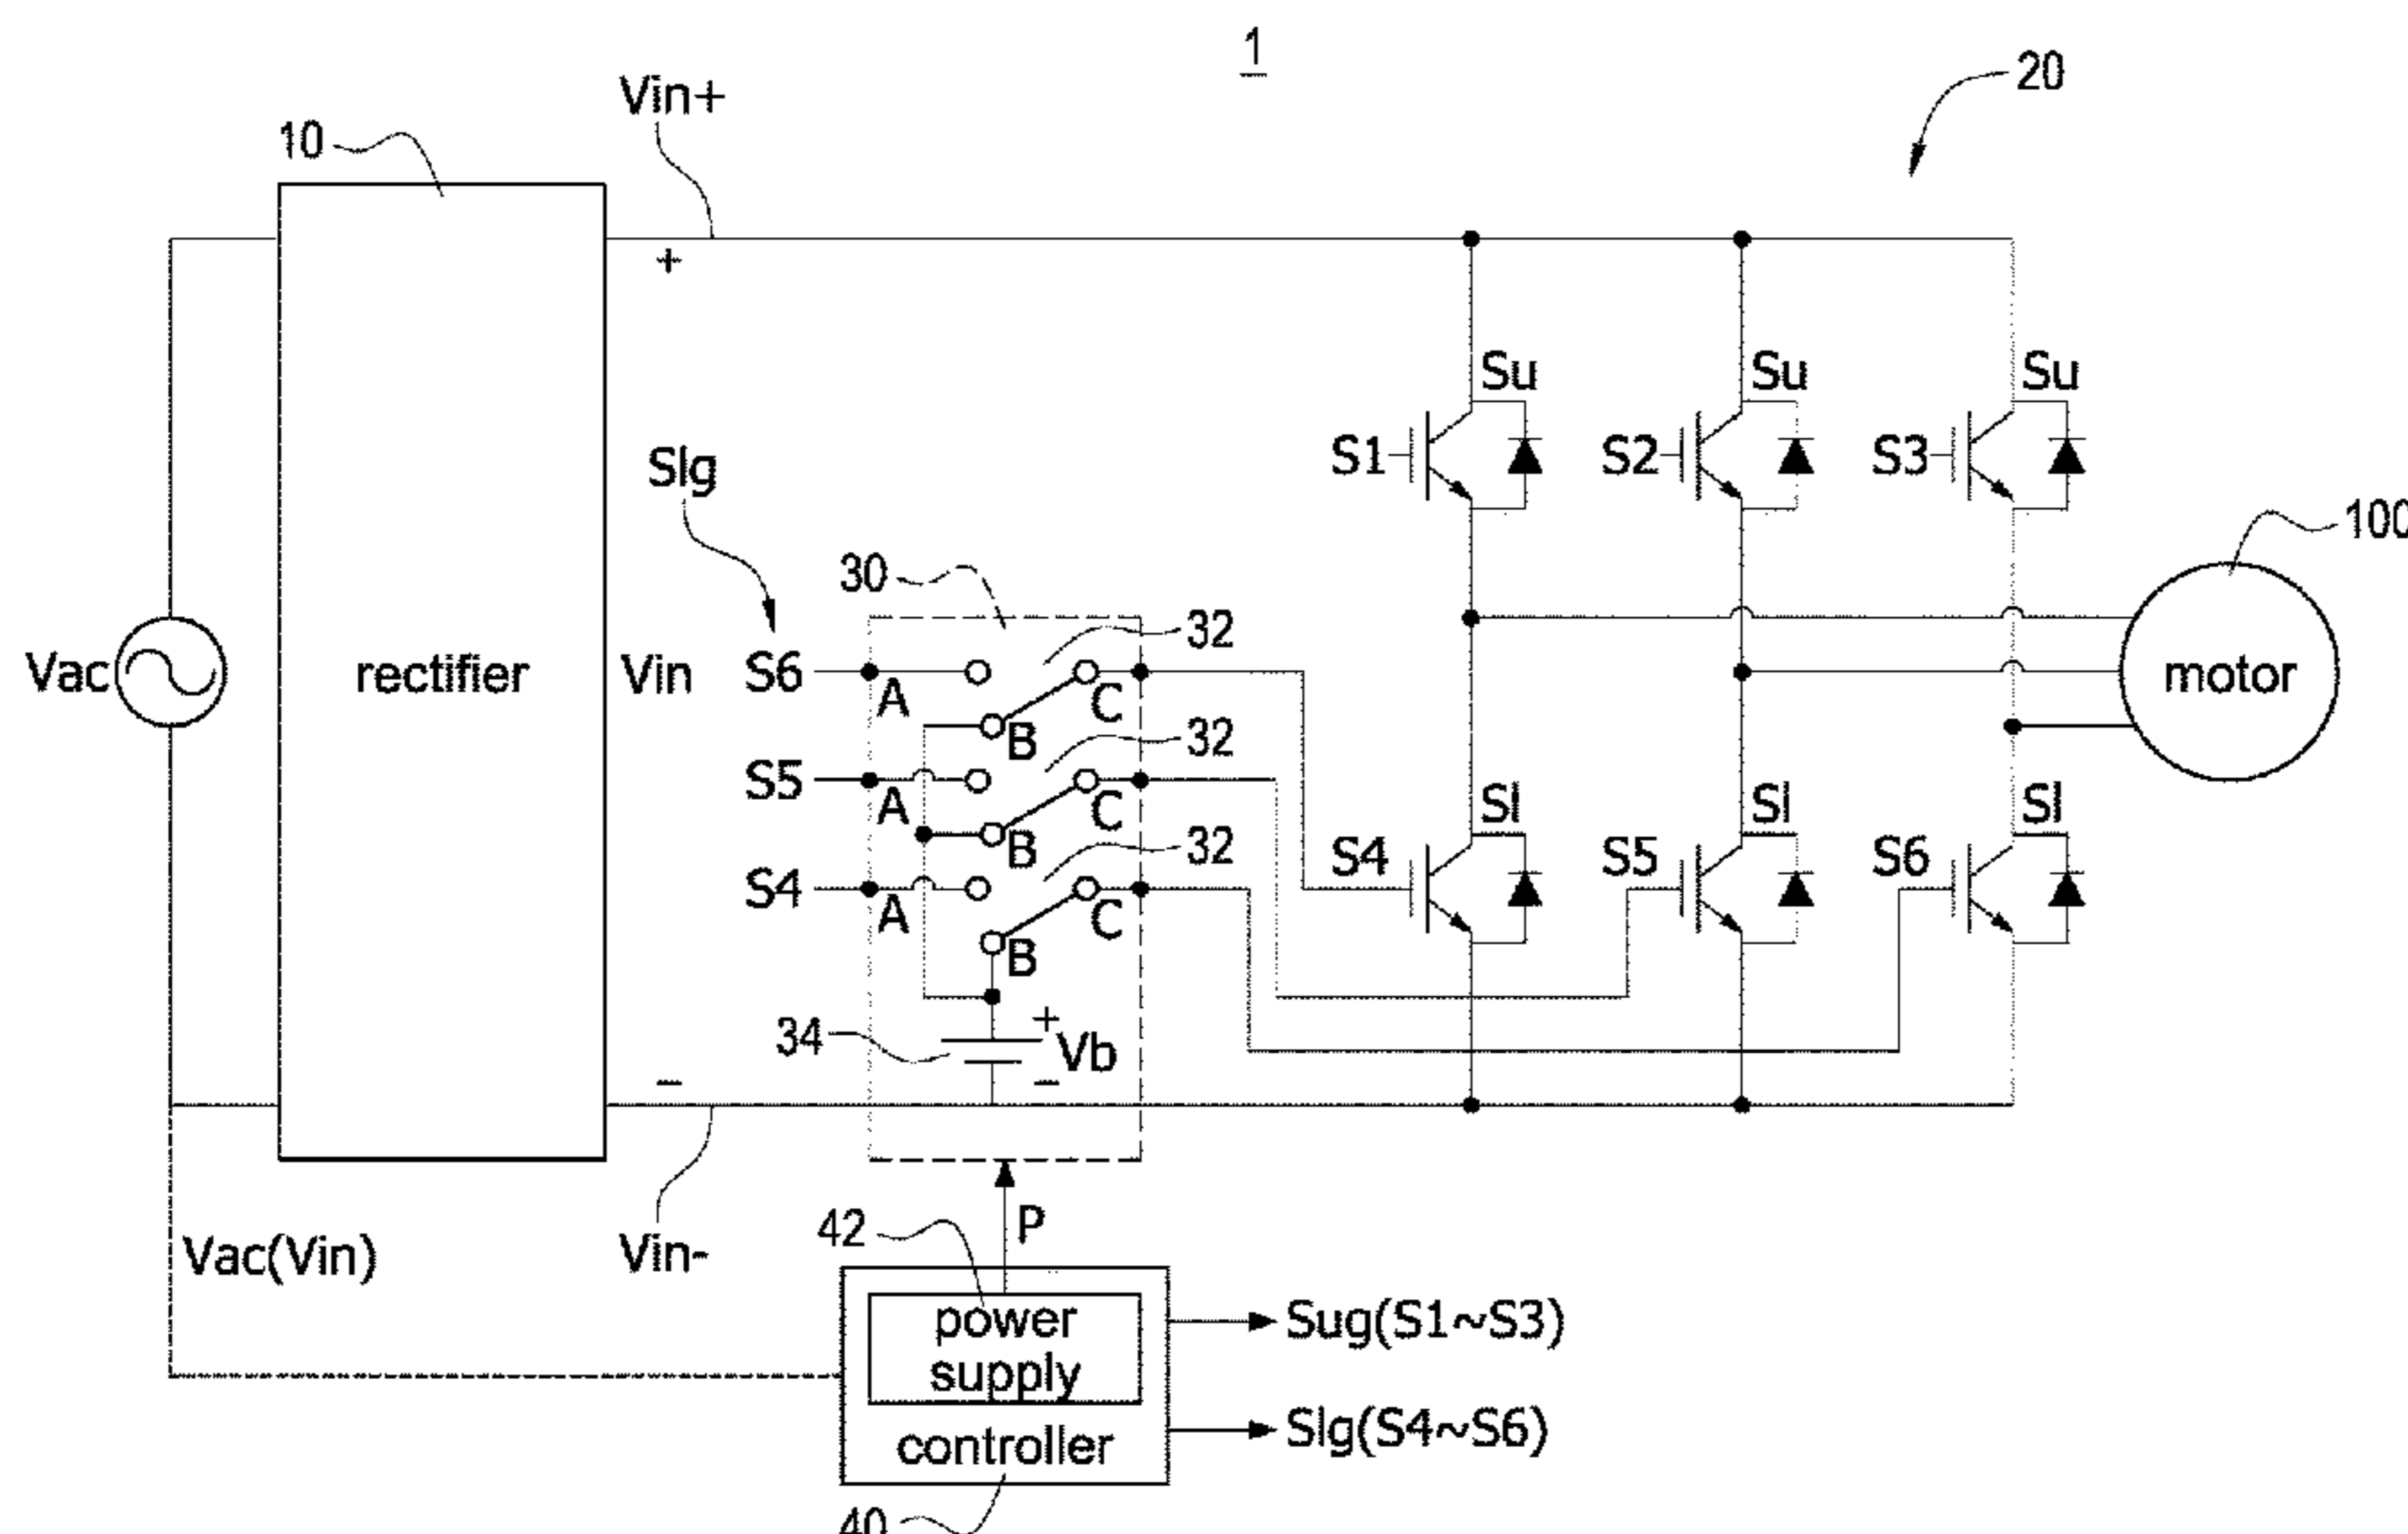 1
20
Vin+
10
+
Su
Su
Su
S1
S2
S3
Slg
100
30
32
Vac
rectifier
Vin
S6
A
B
C
motor
32
S5
A
B
C
Sl
Sl
Sl
32
S4
S5
S6
S4
A
B
C
+
34
Vb
−
−
P
42
Vac(Vin)
Vin-
power
supply
Sug(S1~S3)
controller
Slg(S4~S6)
40